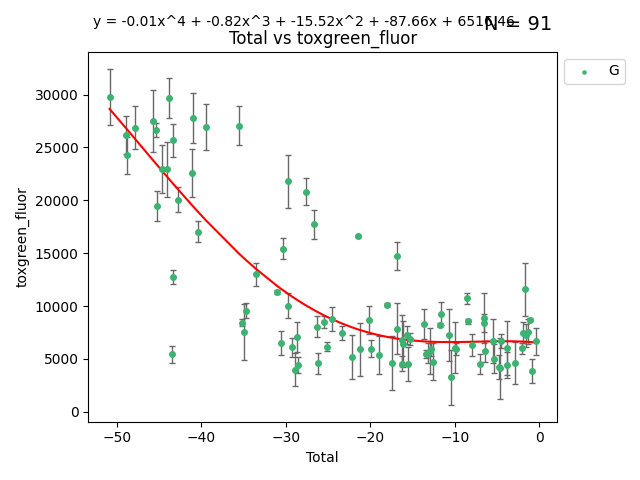 y = -0.01x^4 + -0.82x^3 + -15.52x^2 + -87.66x + 6516.46
N = 91
Total vs toxgreen_fluor
G
30000
25000
20000
15000
10000
5000
0
toxgreen_fluor
−50 −40 −30 −20 −10 0
Total